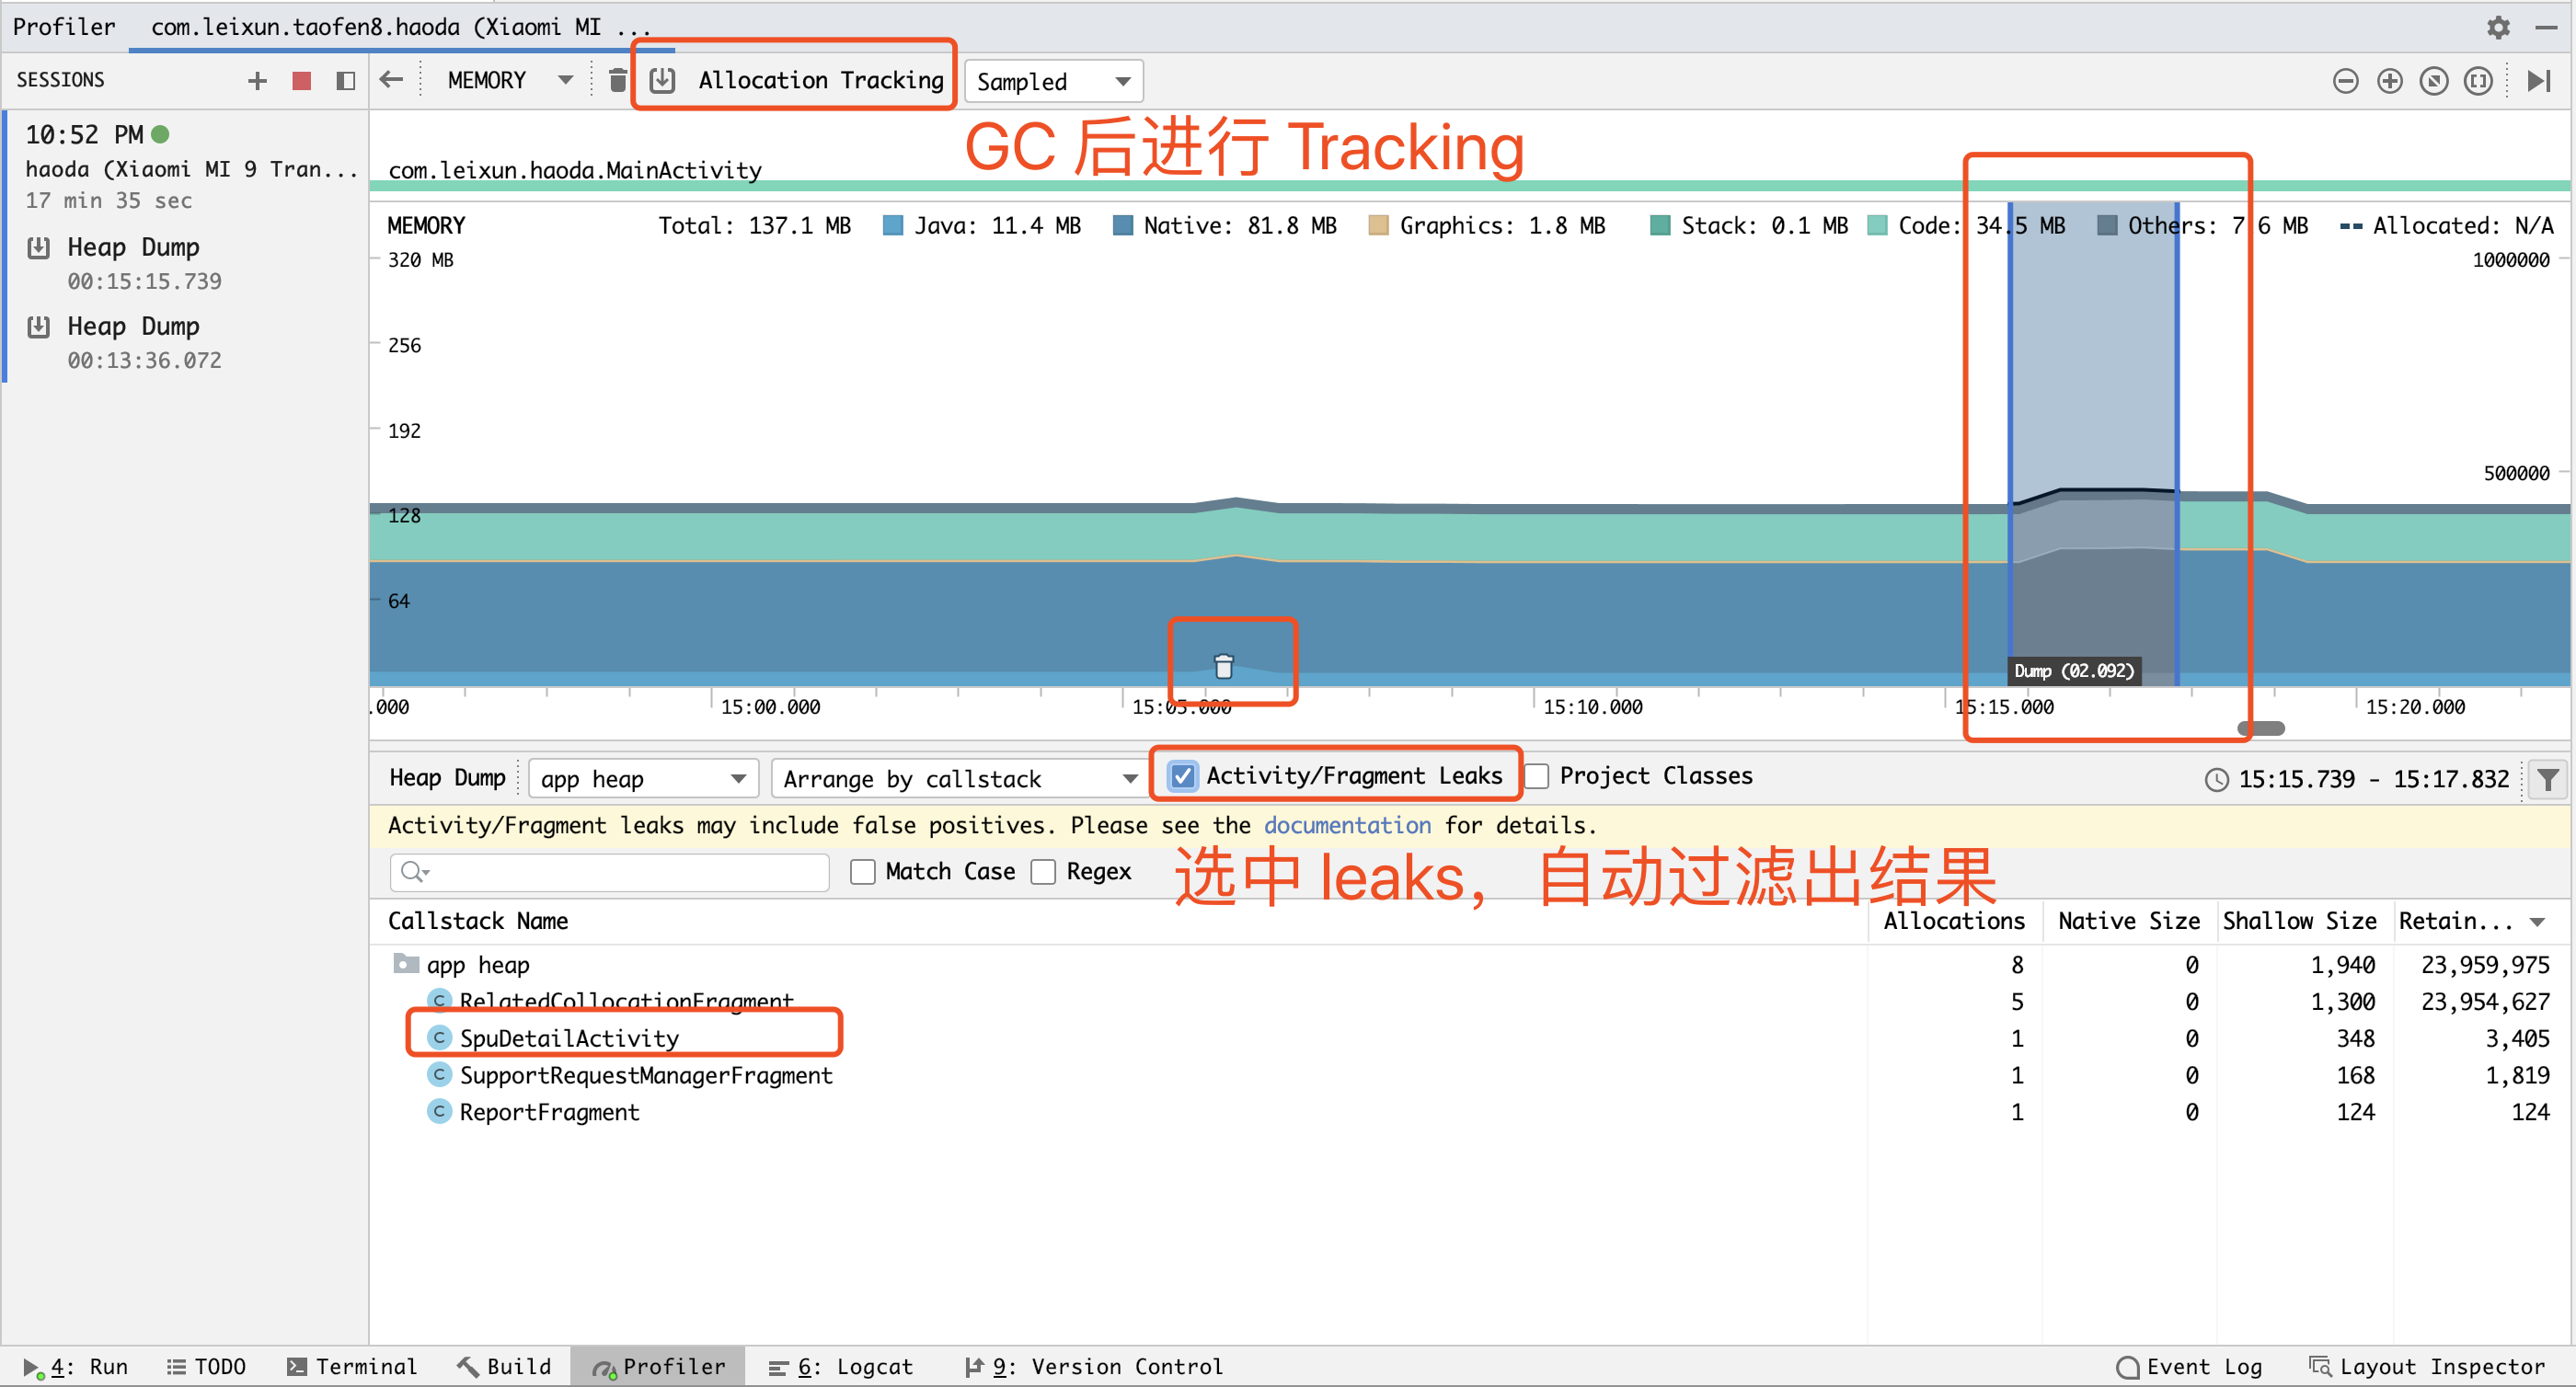 Profiler com.leixun.taofen8.haoda (Xiaomi MI ...
SESSIONS MEMORY Allocation Tracking Sampled
GC 后进行 Tracking
10:52 PM
haoda (Xiaomi MI 9 Tran...
17 min 35 sec
Heap Dump
00:15:15.739
Heap Dump
00:13:36.072
com.leixun.haoda.MainActivity
MEMORY Total: 137.1 MB Java: 11.4 MB Native: 81.8 MB Graphics: 1.8 MB Stack: 0.1 MB Code: 34.5 MB Others: 7.6 MB Allocated: N/A
320 MB 1000000
256
192
500000
128
64
Dump (02.092)
.000 15:00.000 15:05.000 15:10.000 15:15.000 15:20.000
Heap Dump app heap Arrange by callstack Activity/Fragment Leaks Project Classes 15:15.739 - 15:17.832
Activity/Fragment leaks may include false positives. Please see the documentation for details.
Match Case Regex
选中 leaks，自动过滤出结果
Callstack Name Allocations Native Size Shallow Size Retain...
app heap 8 0 1,940 23,959,975
RelatedCollocationFragment 5 0 1,300 23,954,627
SpuDetailActivity 1 0 348 3,405
SupportRequestManagerFragment 1 0 168 1,819
ReportFragment 1 0 124 124
4: Run TODO Terminal Build Profiler 6: Logcat 9: Version Control Event Log Layout Inspector